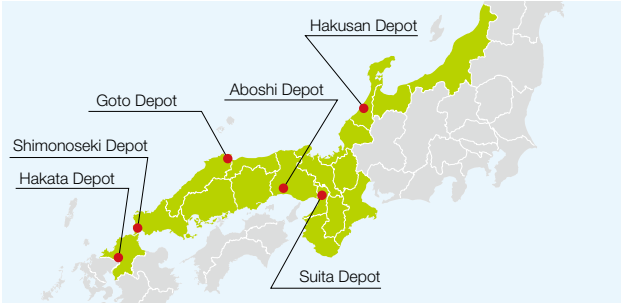 Hakusan Depot
Aboshi Depot
Goto Depot
Shimonoseki Depot
Hakata Depot
Suita Depot